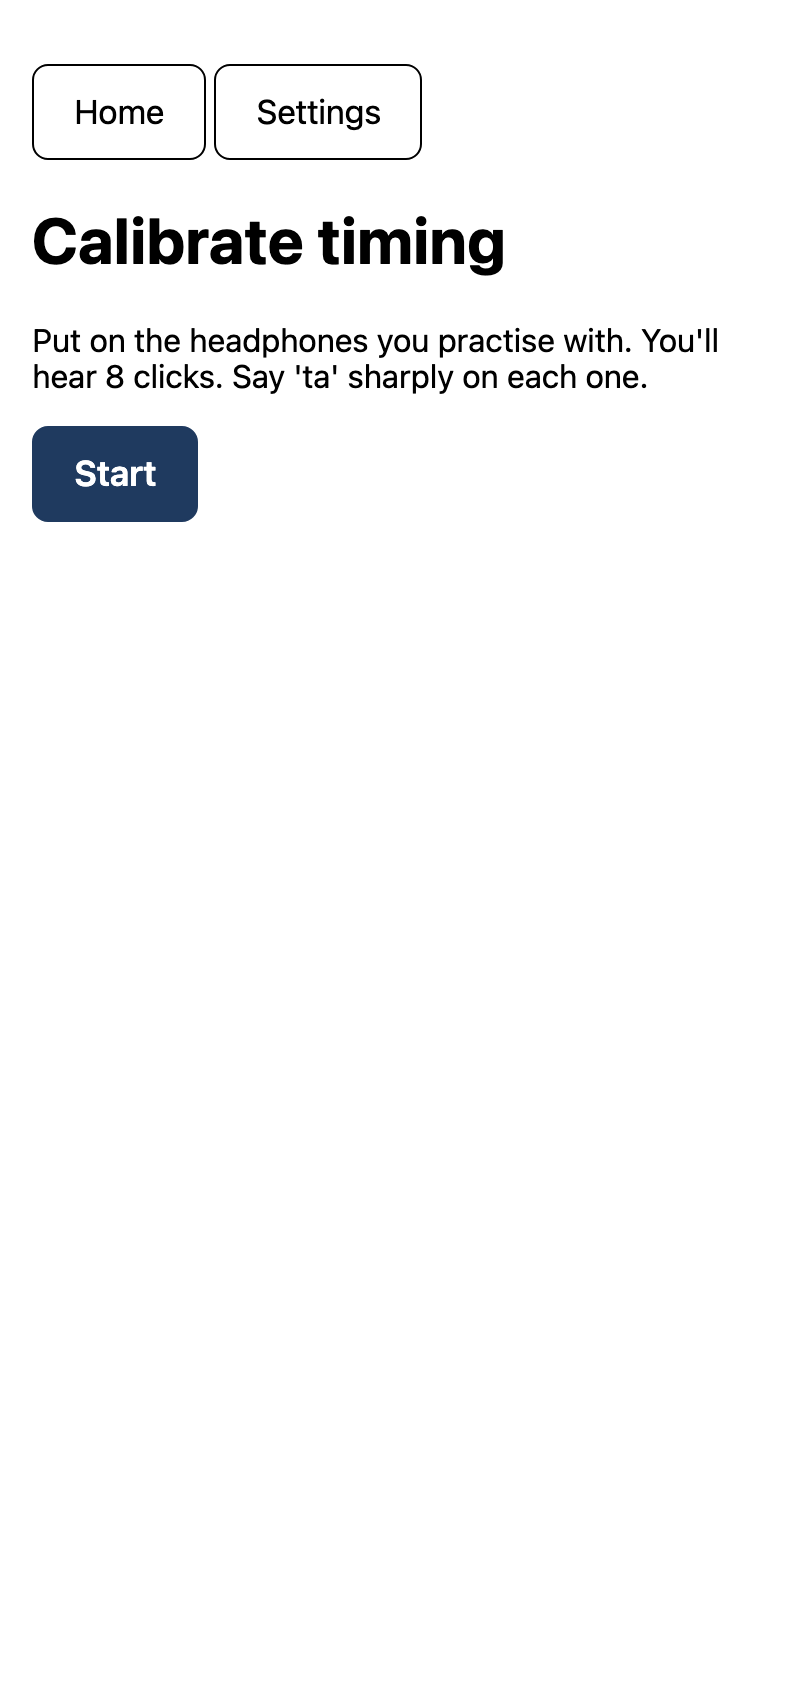 Home Settings
Calibrate timing
Put on the headphones you practise with. You'll
hear 8 clicks. Say 'ta' sharply on each one.
Start